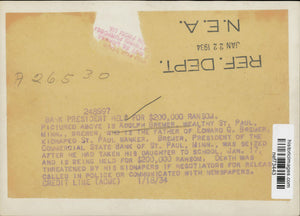 REF. DEPT.
JAN 22 1934
N.E.A.
A26530
248997
BANK PRESIDENT HELD FOR $200,000 RANSOM.
PICTURED ABOVE IS ADOLPH BREMER, WEALTHY ST. PAUL,
MINN., BREWER, WHO IS THE FATHER OF EDWARD G. BREMER,
KIDNAPED ST. PAUL BANKER. BREMER, PRESIDENT OF THE
COMMERCIAL STATE BANK OF ST. PAUL, MINN., WAS SEIZED
AFTER HE HAD TAKEN HIS DAUGHTER TO SCHOOL, JAN. 17,
AND IS BEING HELD FOR $200,000 RANSOM. DEATH WAS
THREATENED BY HIS KIDNAPERS IF NEGOTIATORS FOR RELEASE
CALLED IN POLICE OR COMMUNICATED WITH NEWSPAPERS.
CREDIT LINE (ACME) 1/18/34